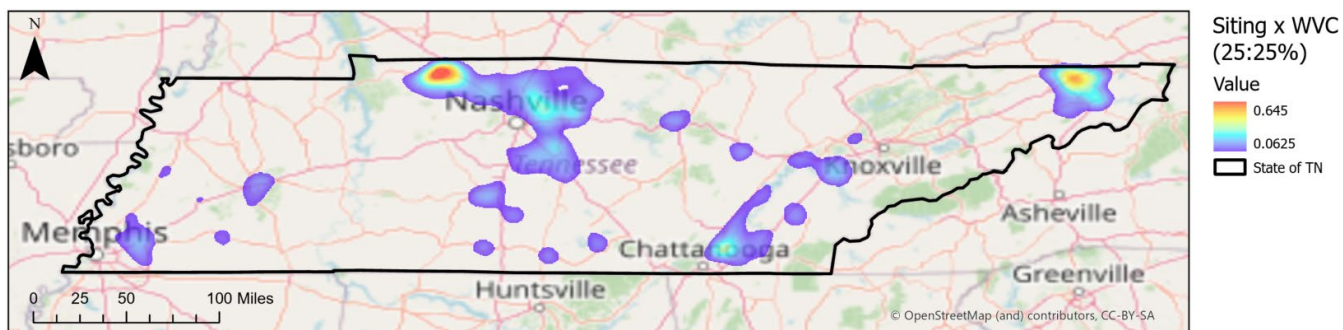 N
Siting x WVC
(25:25%)
Value
0.645
0.0625
State of TN
Nashville
sboro
Tennessee
Knoxville
Memphis
Asheville
Chattanooga
Greenville
Huntsville
0 25 50 100 Miles
© OpenStreetMap (and) contributors, CC-BY-SA